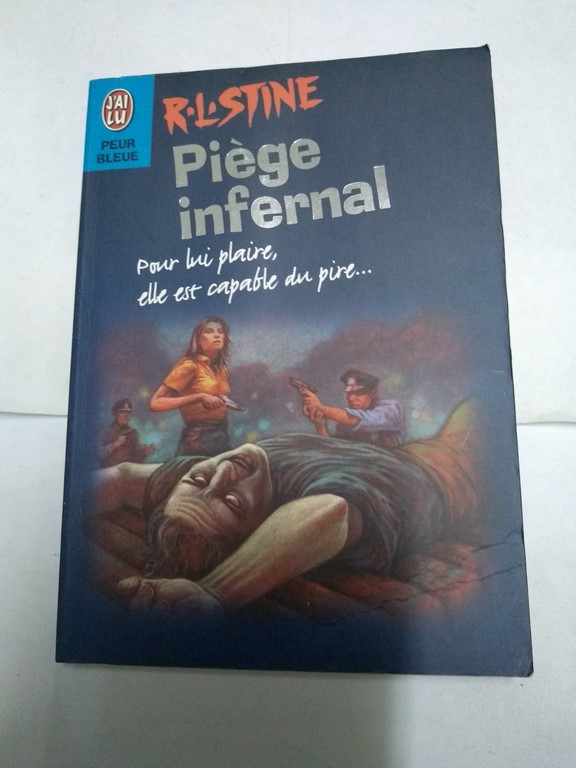 J'AI
LU
PEUR
BLEUE
R.L.STINE
Piège
infernal
Pour lui plaire,
elle est capable du pire...